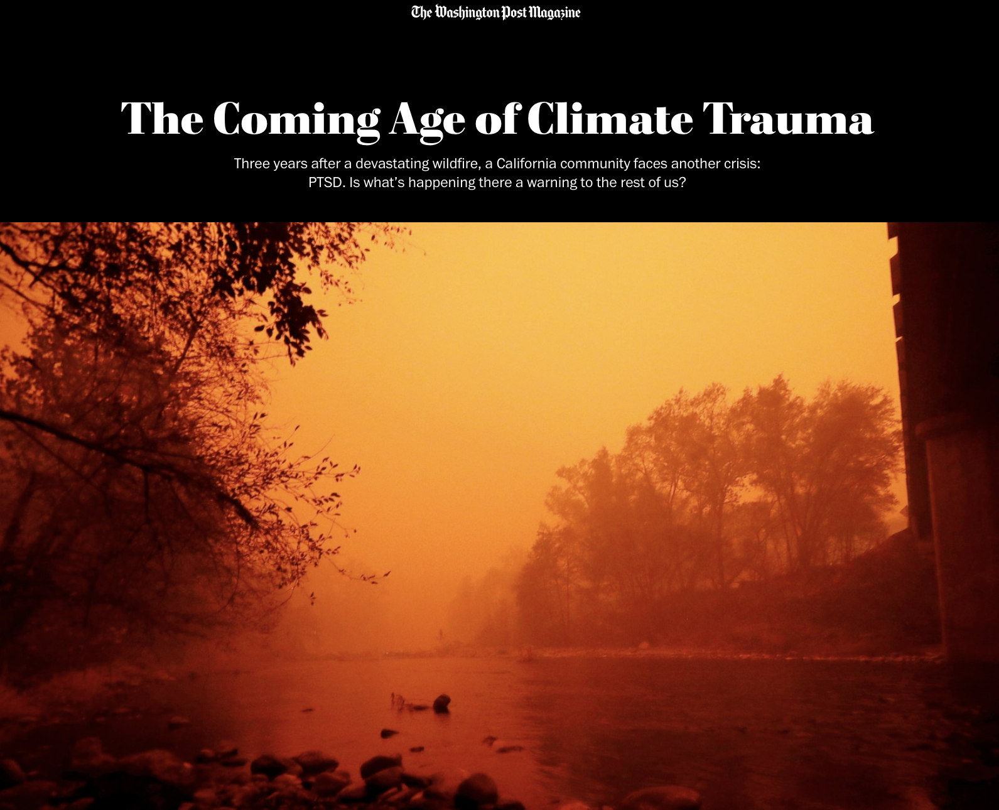 The Washington Post Magazine
The Coming Age of Climate Trauma
Three years after a devastating wildfire, a California community faces another crisis:
PTSD. Is what’s happening there a warning to the rest of us?